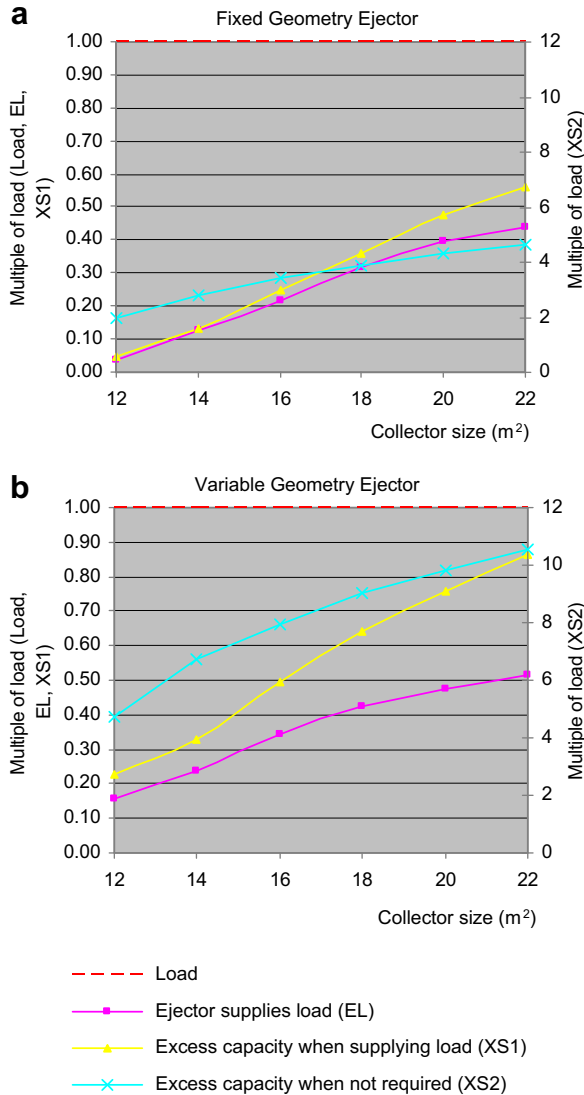 a
Fixed Geometry Ejector
Multiple of load (Load, EL,
XS1)
1.00
0.90
0.80
0.70
0.60
0.50
0.40
0.30
0.20
0.10
0.00
12
10
8
6
4
2
0
Multiple of load (XS2)
12 14 16 18 20 22
Collector size (m²)
b
Variable Geometry Ejector
Multiple of load (Load,
EL, XS1)
1.00
0.90
0.80
0.70
0.60
0.50
0.40
0.30
0.20
0.10
0.00
12
10
8
6
4
2
0
Multiple of load (XS2)
12 14 16 18 20 22
Collector size (m²)
Load
Ejector supplies load (EL)
Excess capacity when supplying load (XS1)
Excess capacity when not required (XS2)